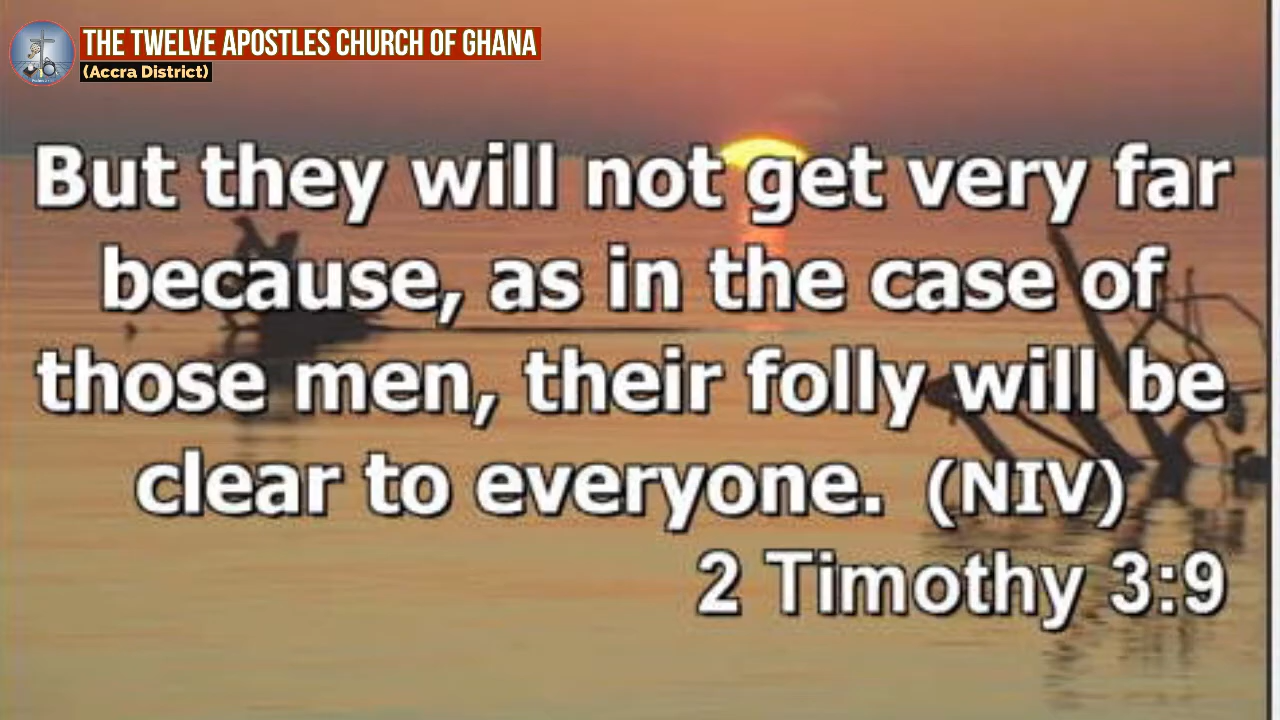 THE TWELVE APOSTLES CHURCH OF GHANA
(Accra District)
But they will not get very far
because, as in the case of
those men, their folly will be
clear to everyone. (NIV)
2 Timothy 3:9